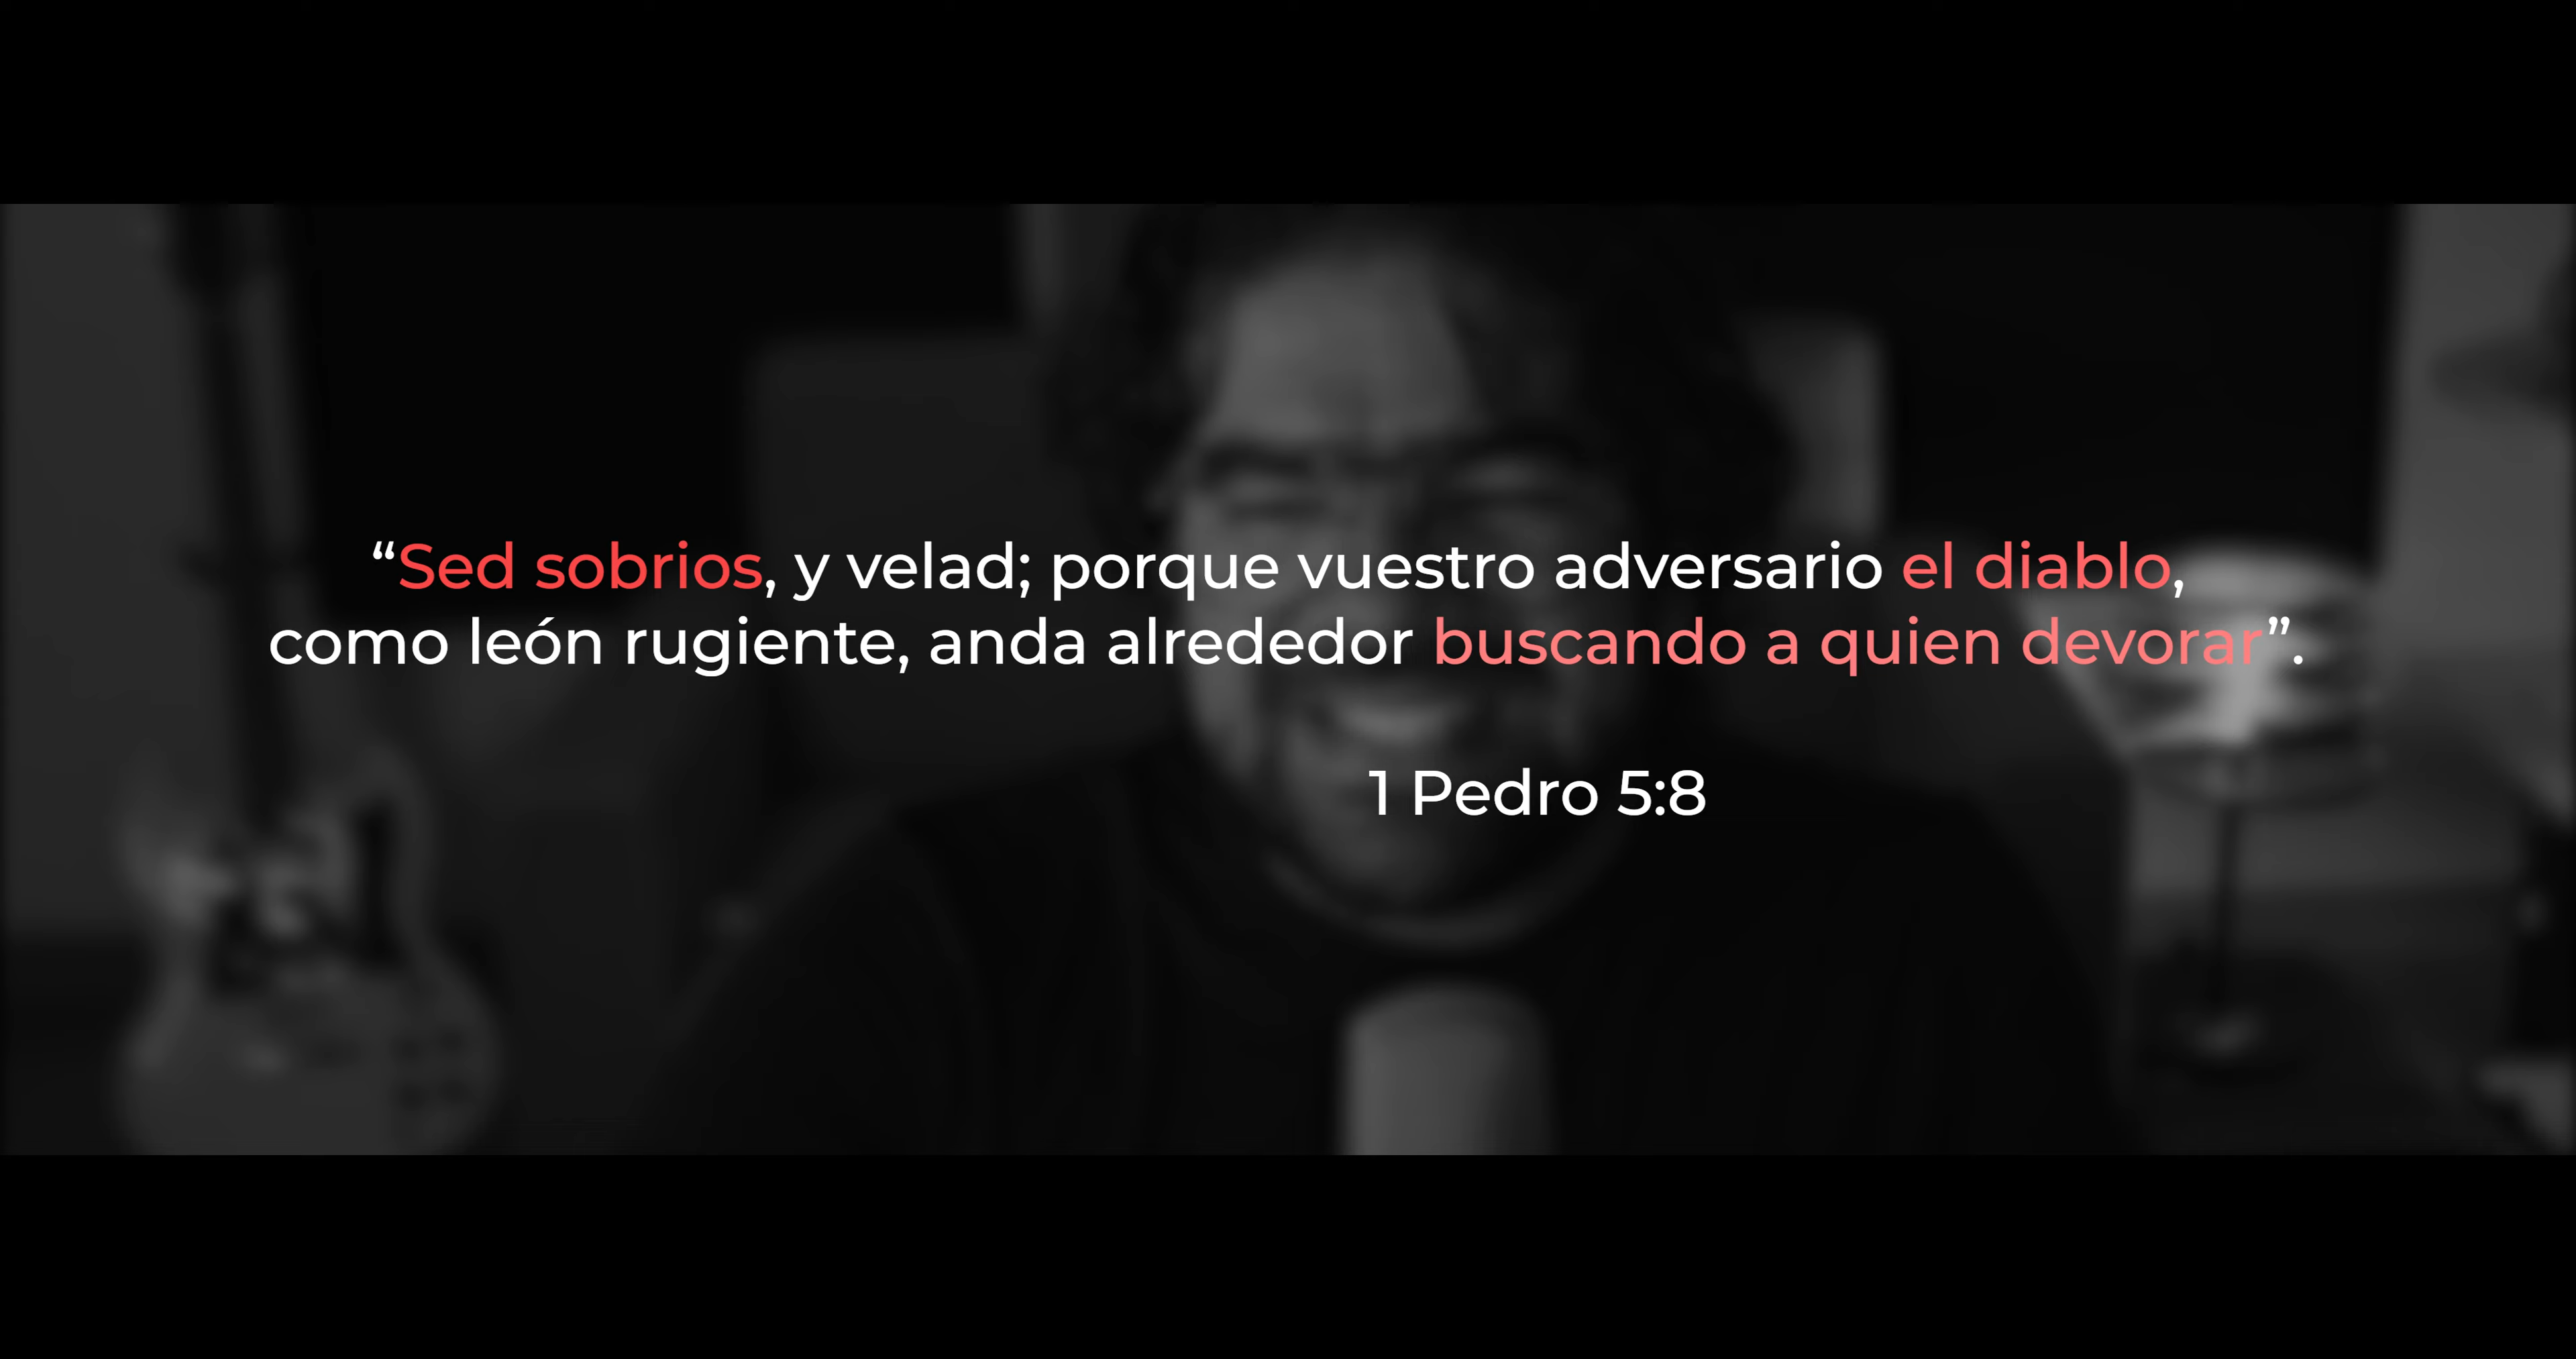 “Sed sobrios, y velad; porque vuestro adversario el diablo,
como león rugiente, anda alrededor buscando a quien devorar”.
1 Pedro 5:8